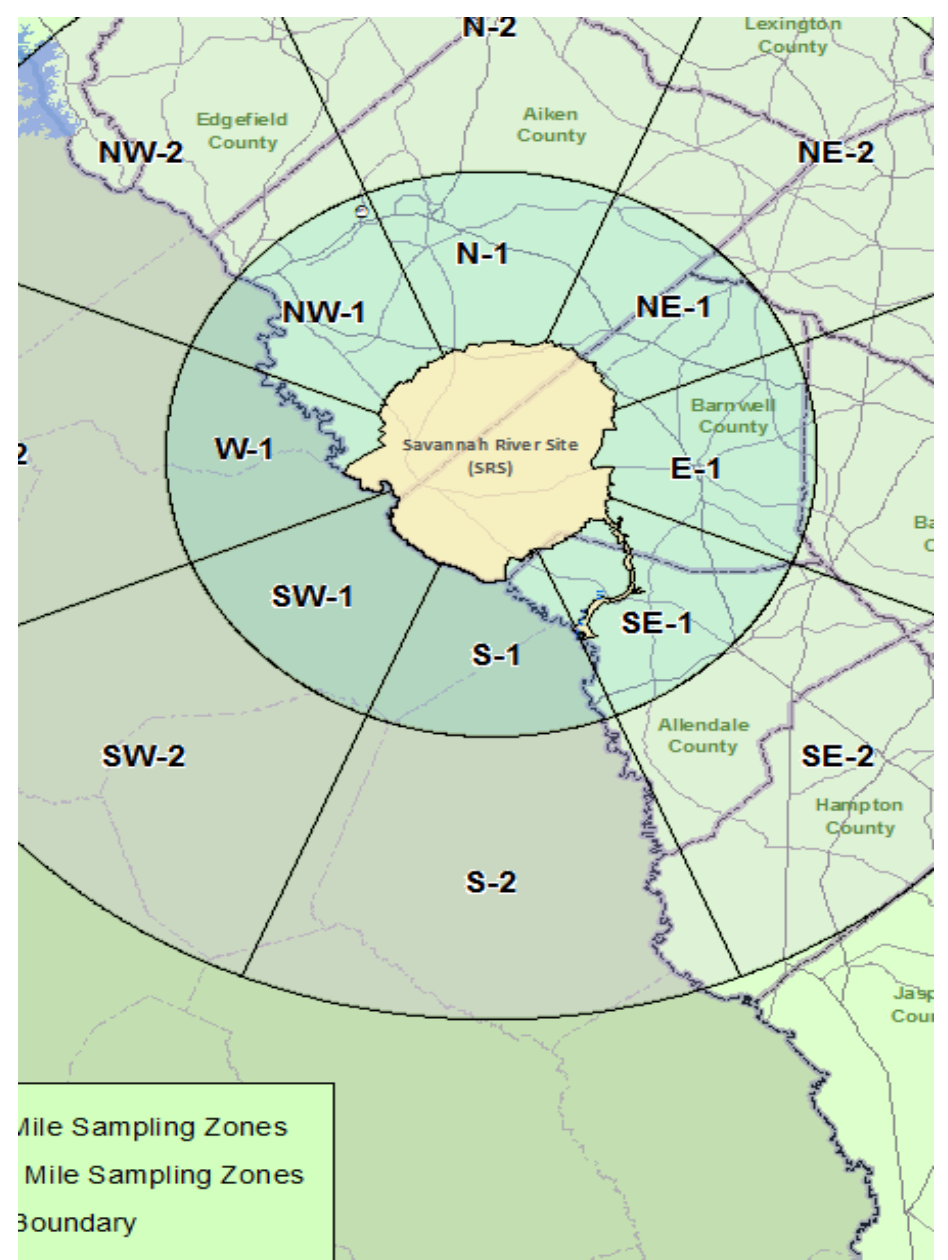 N-2
Lexington
County
Edgefield
County
Aiken
County
NW-2
NE-2
N-1
NW-1
NE-1
Barnwell
County
W-1
Savannah River Site
(SRS)
E-1
2
SW-1
SE-1
S-1
Allendale
County
SW-2
SE-2
Hampton
County
S-2
Mile Sampling Zones
Mile Sampling Zones
Boundary